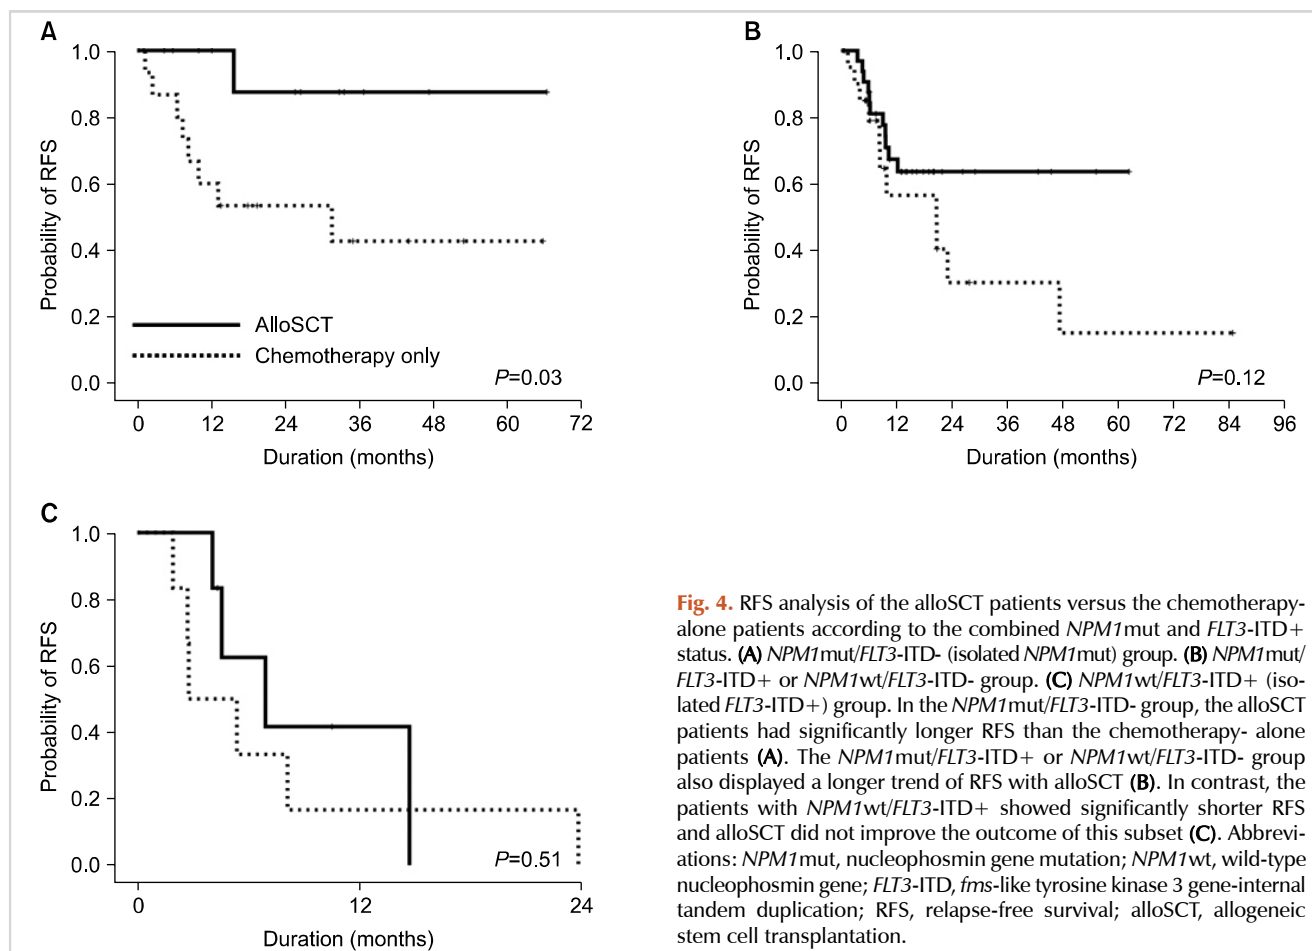 A
1.0
0.8
0.6
0.4
0.2
0.0
Probability of RFS
AlloSCT
Chemotherapy only
P=0.03
0 12 24 36 48 60 72
Duration (months)
B
1.0
0.8
0.6
0.4
0.2
0.0
Probability of RFS
P=0.12
0 12 24 36 48 60 72 84 96
Duration (months)
C
1.0
0.8
0.6
0.4
0.2
0.0
Probability of RFS
P=0.51
0 12 24
Duration (months)
Fig. 4. RFS analysis of the alloSCT patients versus the chemotherapy-
alone patients according to the combined NPM1mut and FLT3-ITD+
status. (A) NPM1mut/FLT3-ITD- (isolated NPM1mut) group. (B) NPM1mut/
FLT3-ITD+ or NPM1wt/FLT3-ITD- group. (C) NPM1wt/FLT3-ITD+ (iso-
lated FLT3-ITD+) group. In the NPM1mut/FLT3-ITD- group, the alloSCT
patients had significantly longer RFS than the chemotherapy- alone
patients (A). The NPM1mut/FLT3-ITD+ or NPM1wt/FLT3-ITD- group
also displayed a longer trend of RFS with alloSCT (B). In contrast, the
patients with NPM1wt/FLT3-ITD+ showed significantly shorter RFS
and alloSCT did not improve the outcome of this subset (C). Abbrevi-
ations: NPM1mut, nucleophosmin gene mutation; NPM1wt, wild-type
nucleophosmin gene; FLT3-ITD, fms-like tyrosine kinase 3 gene-internal
tandem duplication; RFS, relapse-free survival; alloSCT, allogeneic
stem cell transplantation.